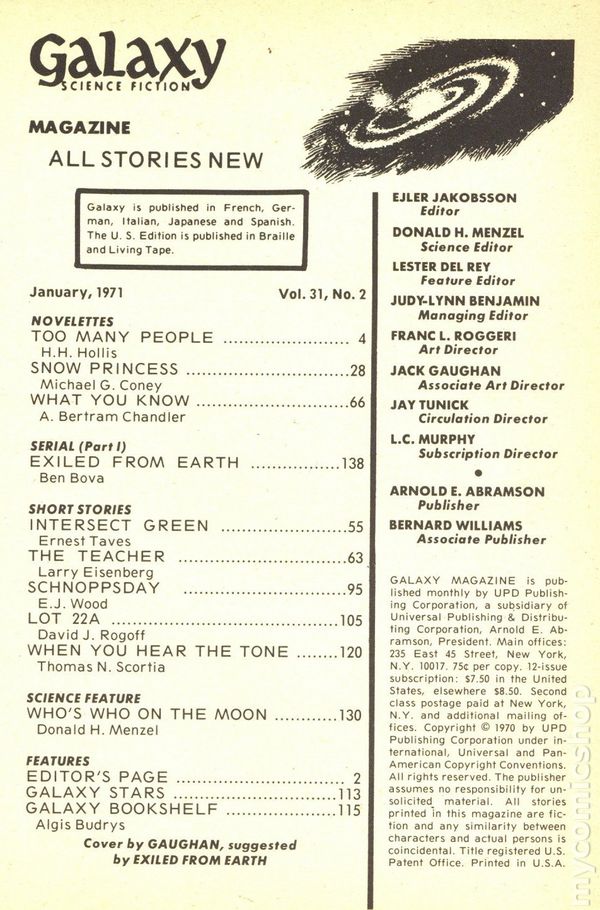 Galaxy
SCIENCE FICTION
MAGAZINE
ALL STORIES NEW
Galaxy is published in French, Ger-
man, Italian, Japanese and Spanish.
The U. S. Edition is published in Braille
and Living Tape.
January, 1971 Vol. 31, No. 2
NOVELETTES
TOO MANY PEOPLE ..................... 4
H.H. Hollis
SNOW PRINCESS ..........................28
Michael G. Coney
WHAT YOU KNOW ........................66
A. Bertram Chandler
SERIAL (Part I)
EXILED FROM EARTH ...............138
Ben Bova
SHORT STORIES
INTERSECT GREEN .....................55
Ernest Taves
THE TEACHER ............................63
Larry Eisenberg
SCHNOPPSDAY ...........................95
E.J. Wood
LOT 22A ...................................105
David J. Rogoff
WHEN YOU HEAR THE TONE .......120
Thomas N. Scortia
SCIENCE FEATURE
WHO'S WHO ON THE MOON ...........130
Donald H. Menzel
FEATURES
EDITOR'S PAGE ............................ 2
GALAXY STARS ..........................113
GALAXY BOOKSHELF ..................115
Algis Budrys
Cover by GAUGHAN, suggested
by EXILED FROM EARTH
EJLER JAKOBSSON
Editor
DONALD H. MENZEL
Science Editor
LESTER DEL REY
Feature Editor
JUDY-LYNN BENJAMIN
Managing Editor
FRANC L. ROGGERI
Art Director
JACK GAUGHAN
Associate Art Director
JAY TUNICK
Circulation Director
L.C. MURPHY
Subscription Director
•
ARNOLD E. ABRAMSON
Publisher
BERNARD WILLIAMS
Associate Publisher
GALAXY MAGAZINE is pub-
lished monthly by UPD Publish-
ing Corporation, a subsidiary of
Universal Publishing & Distribu-
ting Corporation, Arnold E. Ab-
ramson, President. Main offices:
235 East 45 Street, New York,
N.Y. 10017. 75¢ per copy. 12-issue
subscription: $7.50 in the United
States, elsewhere $8.50. Second
class postage paid at New York,
N.Y. and additional mailing of-
fices. Copyright © 1970 by UPD
Publishing Corporation under in-
ternational, Universal and Pan-
American Copyright Conventions.
All rights reserved. The publisher
assumes no responsibility for un-
solicited material. All stories
printed in this magazine are fic-
tion and any similarity between
characters and actual persons is
coincidental. Title registered U.S.
Patent Office. Printed in U.S.A.
mycomicshop